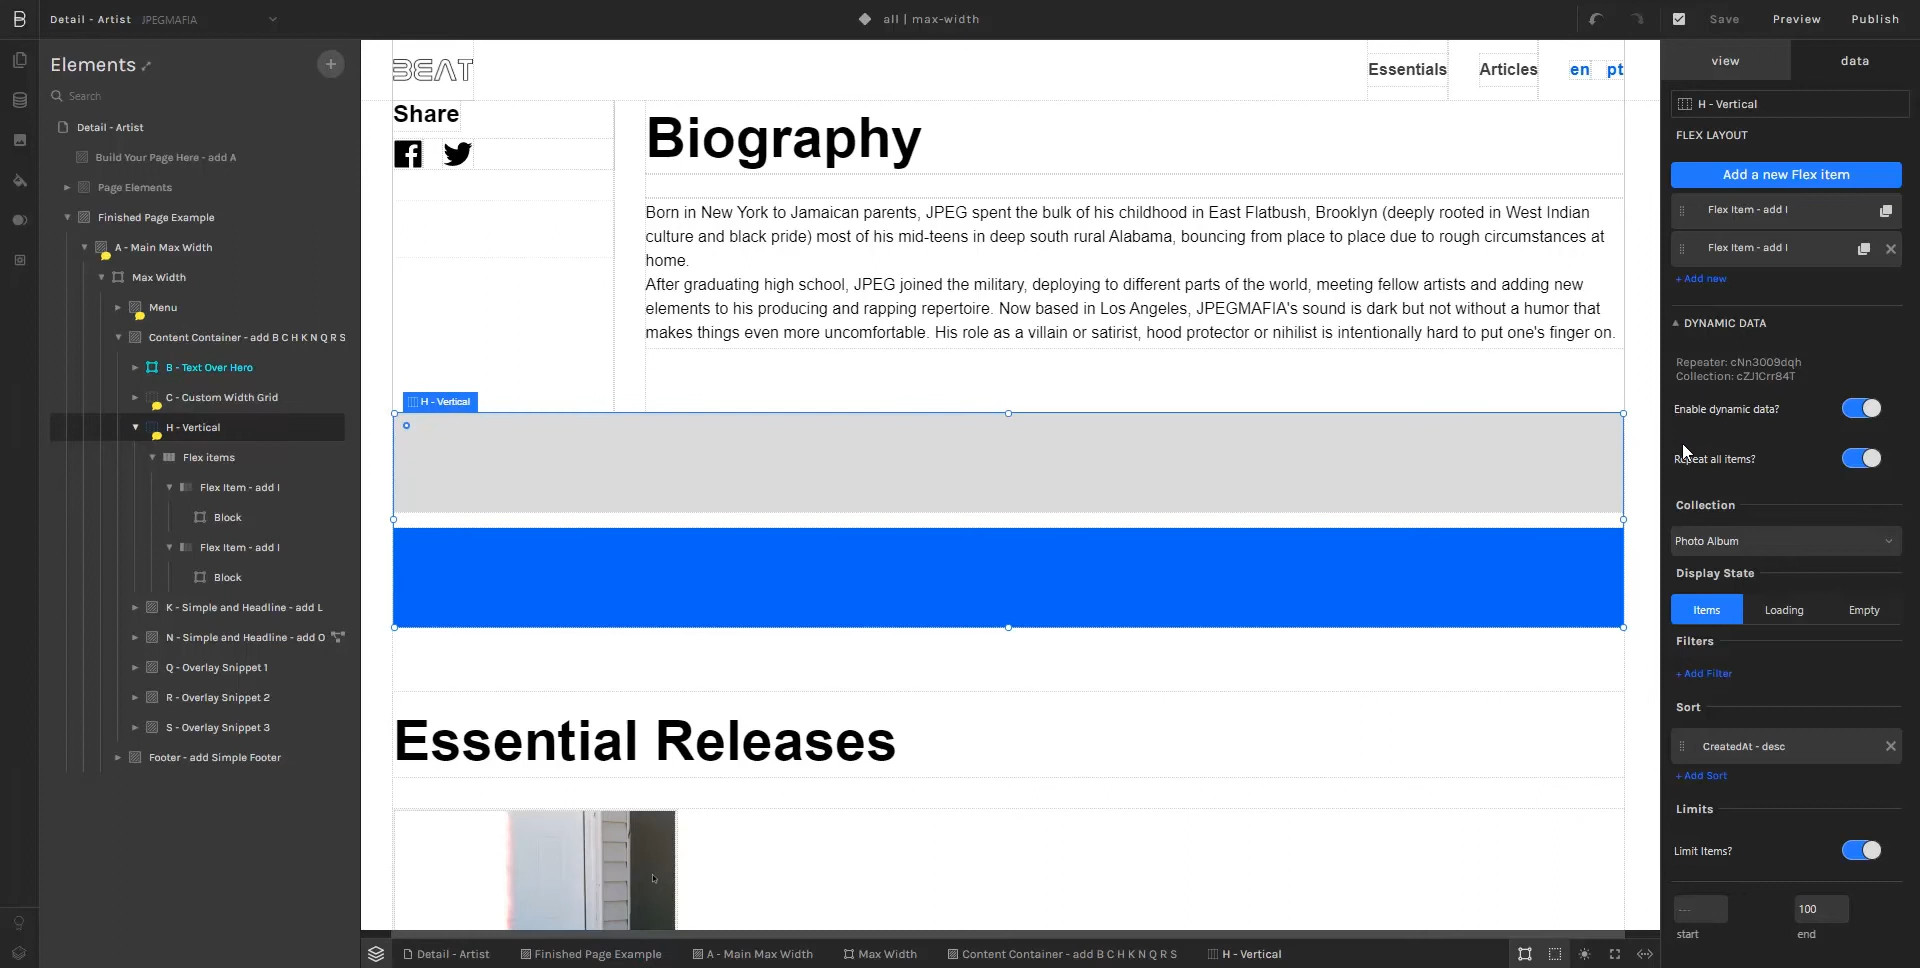 Detail - Artist JPEGMAFIA
all | max-width
Save
Preview
Publish
Elements
Search
Detail - Artist
Build Your Page Here - add A
Page Elements
Finished Page Example
A - Main Max Width
Max Width
Menu
Content Container - add B C H K N Q R S
B - Text Over Hero
C - Custom Width Grid
H - Vertical
Flex items
Flex Item - add I
Block
Flex Item - add I
Block
K - Simple and Headline - add L
N - Simple and Headline - add O
Q - Overlay Snippet 1
R - Overlay Snippet 2
S - Overlay Snippet 3
Footer - add Simple Footer
BEAT
Essentials
Articles
en pt
Share
Biography
Born in New York to Jamaican parents, JPEG spent the bulk of his childhood in East Flatbush, Brooklyn (deeply rooted in West Indian
culture and black pride) most of his mid-teens in deep south rural Alabama, bouncing from place to place due to rough circumstances at
home.
After graduating high school, JPEG joined the military, deploying to different parts of the world, meeting fellow artists and adding new
elements to his producing and rapping repertoire. Now based in Los Angeles, JPEGMAFIA's sound is dark but not without a humor that
makes things even more uncomfortable. His role as a villain or satirist, hood protector or nihilist is intentionally hard to put one's finger on.
H - Vertical
Essential Releases
view
data
H - Vertical
FLEX LAYOUT
Add a new Flex item
Flex Item - add I
Flex Item - add I
+ Add new
DYNAMIC DATA
Repeater: cNn3009dqh
Collection: cZJ1Crr84T
Enable dynamic data?
Repeat all items?
Collection
Photo Album
Display State
Items
Loading
Empty
Filters
+ Add Filter
Sort
CreatedAt - desc
+ Add Sort
Limits
Limit Items?
---
100
start
end
Detail - Artist
Finished Page Example
A - Main Max Width
Max Width
Content Container - add B C H K N Q R S
H - Vertical